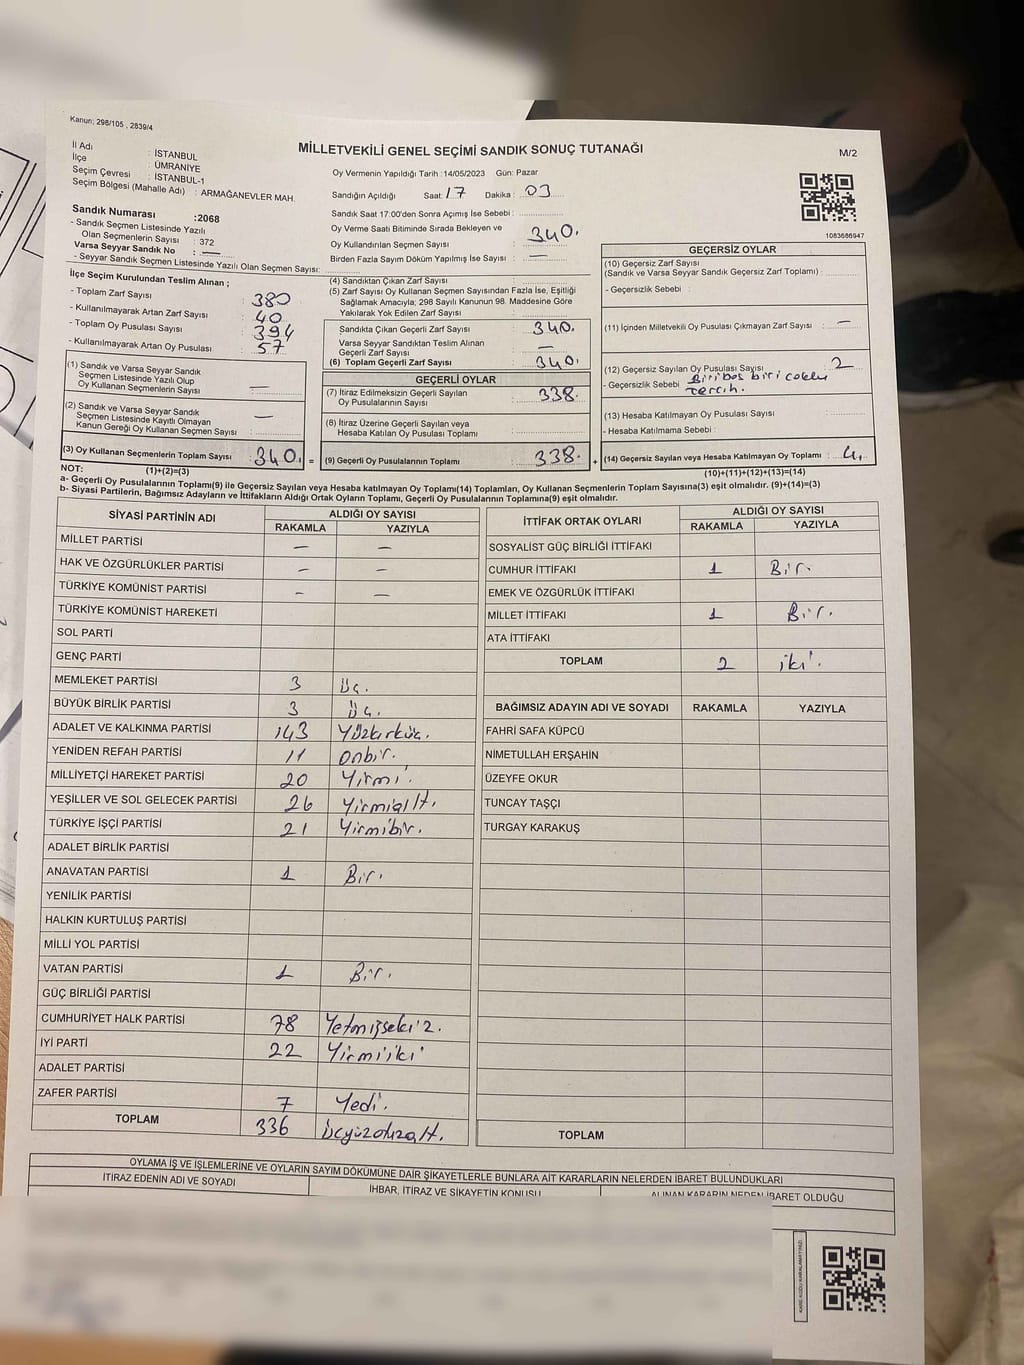 Kanun; 298/105 , 2839/4
MİLLETVEKİLİ GENEL SEÇİMİ SANDIK SONUÇ TUTANAĞI
M/2
İl Adı : İSTANBUL
İlçe : ÜMRANİYE
Seçim Çevresi : İSTANBUL-1
Seçim Bölgesi (Mahalle Adı) : ARMAĞANEVLER MAH.
Sandık Numarası :2068
- Sandık Seçmen Listesinde Yazılı
Olan Seçmenlerin Sayısı : 372
Varsa Seyyar Sandık No : —
- Seyyar Sandık Seçmen Listesinde Yazılı Olan Seçmen Sayısı:
Oy Vermenin Yapıldığı Tarih :14/05/2023 Gün: Pazar
Sandığın Açıldığı Saat: 17 Dakika : 03
Sandık Saat 17:00'den Sonra Açımış İse Sebebi :
Oy Verme Saati Bitiminde Sırada Bekleyen ve
Oy Kullandırılan Seçmen Sayısı : 340.
Birden Fazla Sayım Döküm Yapılmış İse Sayısı : —
1083686947
İlçe Seçim Kurulundan Teslim Alınan ;
- Toplam Zarf Sayısı : 380
- Kullanılmayarak Artan Zarf Sayısı : 40
- Toplam Oy Pusulası Sayısı : 394
- Kullanılmayarak Artan Oy Pusulası : 57
(1) Sandık ve Varsa Seyyar Sandık
Seçmen Listesinde Yazılı Olup
Oy Kullanan Seçmenlerin Sayısı : —
(2) Sandık ve Varsa Seyyar Sandık
Seçmen Listesinde Kayıtlı Olmayan
Kanun Gereği Oy Kullanan Seçmen Sayısı : —
(3) Oy Kullanan Seçmenlerin Toplam Sayısı : 340. =
(4) Sandıktan Çıkan Zarf Sayısı :
(5) Zarf Sayısı Oy Kullanan Seçmen Sayısından Fazla İse, Eşitliği
Sağlamak Amacıyla; 298 Sayılı Kanunun 98. Maddesine Göre
Yakılarak Yok Edilen Zarf Sayısı :
Sandıkta Çıkan Geçerli Zarf Sayısı : 340.
Varsa Seyyar Sandıktan Teslim Alınan
Geçerli Zarf Sayısı : —
(6) Toplam Geçerli Zarf Sayısı : 340.
GEÇERLİ OYLAR
(7) İtiraz Edilmeksizin Geçerli Sayılan
Oy Pusulalarının Sayısı : 338.
(8) İtiraz Üzerine Geçerli Sayılan veya
Hesaba Katılan Oy Pusulası Toplamı :
(9) Geçerli Oy Pusulalarının Toplamı : 338. +
GEÇERSİZ OYLAR
(10) Geçersiz Zarf Sayısı
(Sandık ve Varsa Seyyar Sandık Geçersiz Zarf Toplamı) :
- Geçersizlik Sebebi :
(11) İçinden Milletvekili Oy Pusulası Çıkmayan Zarf Sayısı : —
(12) Geçersiz Sayılan Oy Pusulası Sayısı : 2
- Geçersizlik Sebebi : Biri boş biri çoklu
tercih.
(13) Hesaba Katılmayan Oy Pusulası Sayısı :
- Hesaba Katılmama Sebebi :
(14) Geçersiz Sayılan veya Hesaba Katılmayan Oy Toplamı : 4.
NOT: (1)+(2)=(3)
(10)+(11)+(12)+(13)=(14)
a- Geçerli Oy Pusulalarının Toplamı(9) ile Geçersiz Sayılan veya Hesaba Katılmayan Oy Toplamı(14) Toplamları, Oy Kullanan Seçmenlerin Toplam Sayısına(3) eşit olmalıdır. (9)+(14)=(3)
b- Siyasi Partilerin, Bağımsız Adayların ve İttifakların Aldığı Ortak Oyların Toplamı, Geçerli Oy Pusulalarının Toplamına(9) eşit olmalıdır.
SİYASİ PARTİNİN ADI ALDIĞI OY SAYISI
RAKAMLA YAZIYLA
MİLLET PARTİSİ — —
HAK VE ÖZGÜRLÜKLER PARTİSİ — —
TÜRKİYE KOMÜNİST PARTİSİ — —
TÜRKİYE KOMÜNİST HAREKETİ
SOL PARTİ
GENÇ PARTİ
MEMLEKET PARTİSİ 3 üç.
BÜYÜK BİRLİK PARTİSİ 3 üç.
ADALET VE KALKINMA PARTİSİ 143 Yüzkırküç.
YENİDEN REFAH PARTİSİ 11 onbir.
MİLLİYETÇİ HAREKET PARTİSİ 20 Yirmi.
YEŞİLLER VE SOL GELECEK PARTİSİ 26 Yirmialtı.
TÜRKİYE İŞÇİ PARTİSİ 21 Yirmibir.
ADALET BİRLİK PARTİSİ
ANAVATAN PARTİSİ 1 Bir.
YENİLİK PARTİSİ
HALKIN KURTULUŞ PARTİSİ
MİLLİ YOL PARTİSİ
VATAN PARTİSİ 1 Bir.
GÜÇ BİRLİĞİ PARTİSİ
CUMHURİYET HALK PARTİSİ 78 Yetmişsekiz.
İYİ PARTİ 22 Yirmiiki
ADALET PARTİSİ
ZAFER PARTİSİ 7 Yedi.
TOPLAM 336 üçyüzotuzaltı.
İTTİFAK ORTAK OYLARI ALDIĞI OY SAYISI
RAKAMLA YAZIYLA
SOSYALİST GÜÇ BİRLİĞİ İTTİFAKI
CUMHUR İTTİFAKI 1 Bir.
EMEK VE ÖZGÜRLÜK İTTİFAKI
MİLLET İTTİFAKI 1 Bir.
ATA İTTİFAKI
TOPLAM 2 iki.
BAĞIMSIZ ADAYIN ADI VE SOYADI RAKAMLA YAZIYLA
FAHRİ SAFA KÜPCÜ
NİMETULLAH ERŞAHİN
ÜZEYFE OKUR
TUNCAY TAŞÇI
TURGAY KARAKUŞ
TOPLAM
OYLAMA İŞ VE İŞLEMLERİNE VE OYLARIN SAYIM DÖKÜMÜNE DAİR ŞİKAYETLERLE BUNLARA AİT KARARLARIN NELERDEN İBARET BULUNDUKLARI
İTİRAZ EDENİN ADI VE SOYADI İHBAR, İTİRAZ VE ŞİKAYETİN KONUSU ALINAN KARARIN NEDEN İBARET OLDUĞU